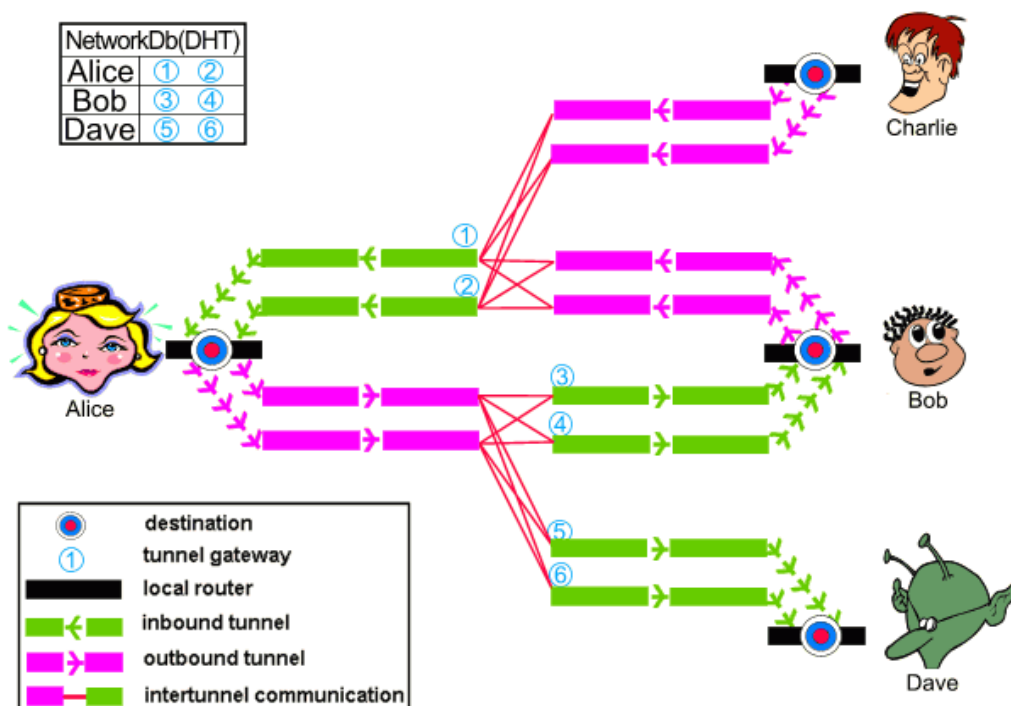 NetworkDb(DHT)
Alice ① ②
Bob ③ ④
Dave ⑤ ⑥
Charlie
①
②
Alice
③
④
Bob
⑤
⑥
Dave
destination
① tunnel gateway
local router
inbound tunnel
outbound tunnel
intertunnel communication